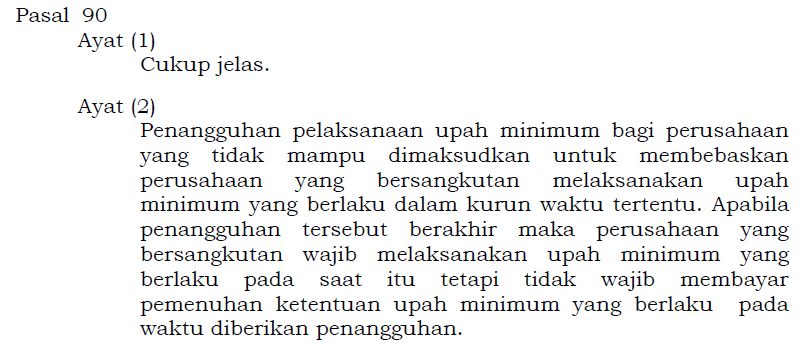 Pasal 90
Ayat (1)
Cukup jelas.
Ayat (2)
Penangguhan pelaksanaan upah minimum bagi perusahaan
yang tidak mampu dimaksudkan untuk membebaskan
perusahaan yang bersangkutan melaksanakan upah
minimum yang berlaku dalam kurun waktu tertentu. Apabila
penangguhan tersebut berakhir maka perusahaan yang
bersangkutan wajib melaksanakan upah minimum yang
berlaku pada saat itu tetapi tidak wajib membayar
pemenuhan ketentuan upah minimum yang berlaku pada
waktu diberikan penangguhan.